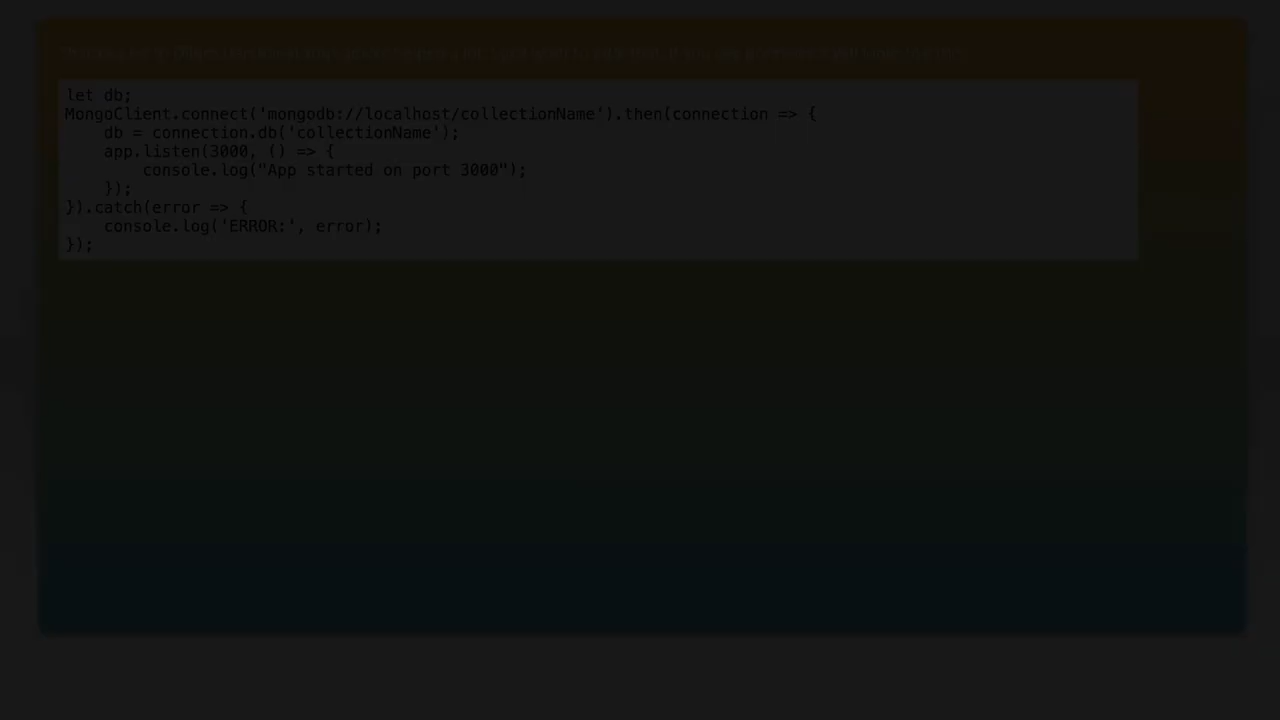 let db;
MongoClient.connect('mongodb://localhost/collectionName').then(connection => {
    db = connection.db('collectionName');
    app.listen(3000, () => {
        console.log("App started on port 3000");
    });
}).catch(error => {
    console.log('ERROR:', error);
});